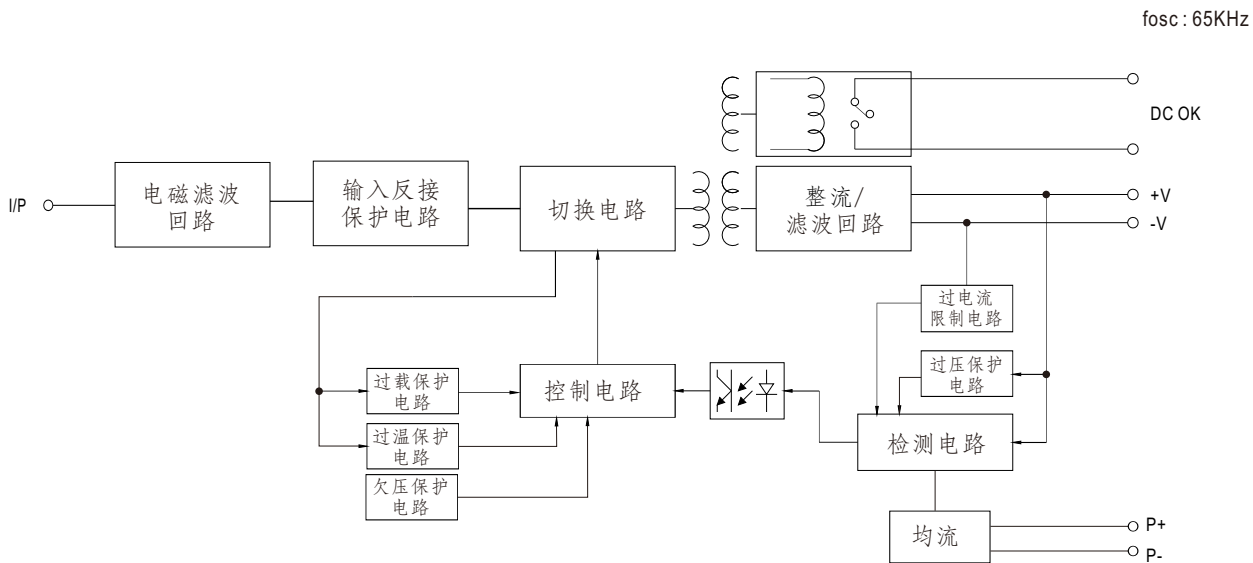 fosc : 65KHz
DC OK
I/P
电磁滤波
回路
输入反接
保护电路
切换电路
整流/
滤波回路
+V
-V
过电流
限制电路
过压保护
电路
过载保护
电路
控制电路
过温保护
电路
检测电路
欠压保护
电路
均流
P+
P-